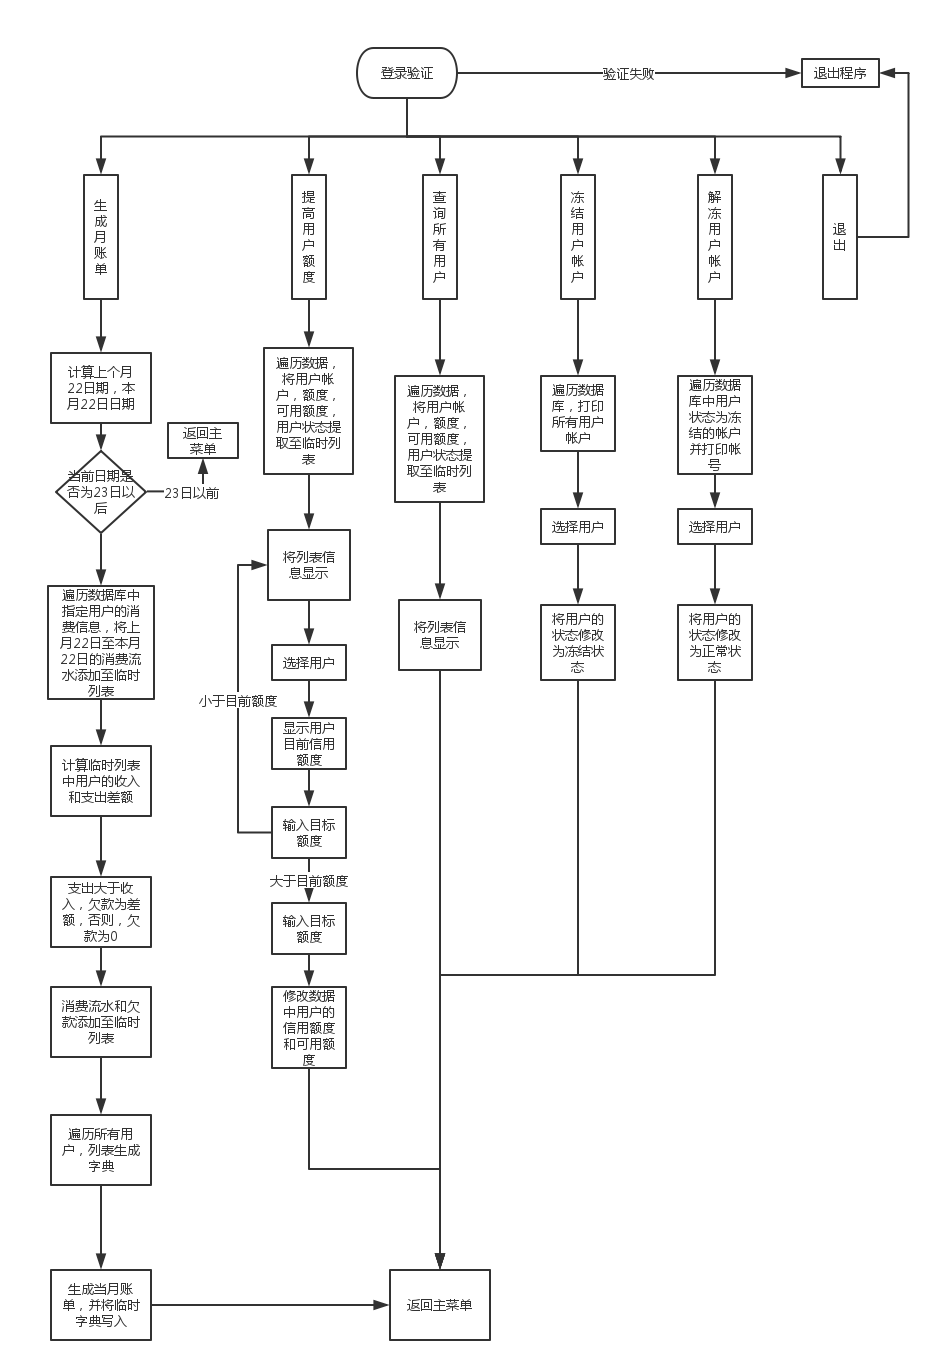 登录验证
验证失败
退出程序
生
成
月
账
单
提
高
用
户
额
度
查
询
所
有
用
户
冻
结
用
户
帐
户
解
冻
用
户
帐
户
退
出
计算上个月
22日期，本
月22日日期
返回主
菜单
当前日期是
否为23日以
后
23日以前
遍历数据库中
指定用户的消
费信息，将上
月22日至本月
22日的消费流
水添加至临时
列表
计算临时列表
中用户的收入
和支出差额
支出大于收
入，欠款为差
额，否则，欠
款为0
消费流水和欠
款添加至临时
列表
遍历所有用
户，列表生成
字典
生成当月账
单，并将临时
字典写入
遍历数据，
将用户帐
户，额度，
可用额度，
用户状态提
取至临时列
表
将列表信
息显示
选择用户
小于目前额度
显示用户
目前信用
额度
输入目标
额度
大于目前额度
输入目标
额度
修改数据
中用户的
信用额度
和可用额
度
遍历数据，
将用户帐
户，额度，
可用额度，
用户状态提
取至临时列
表
将列表信
息显示
遍历数据
库，打印
所有用户
帐户
选择用户
将用户的
状态修改
为冻结状
态
遍历数据
库中用户
状态为冻
结的帐户
并打印帐
号
选择用户
将用户的
状态修改
为正常状
态
返回主菜单